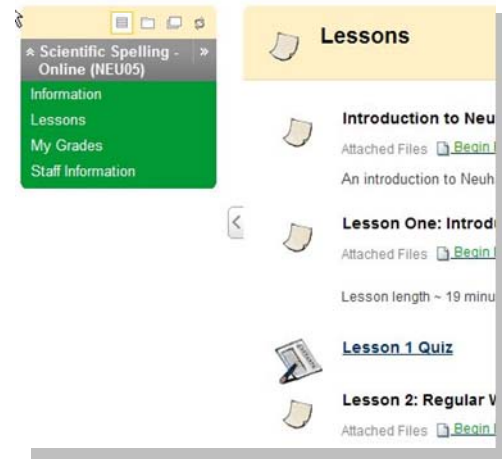 Scientific Spelling -
Online (NEU05)
Information
Lessons
My Grades
Staff Information
Lessons
Introduction to Neu
Attached Files Begin
An introduction to Neuh
Lesson One: Introd
Attached Files Begin
Lesson length ~ 19 minu
Lesson 1 Quiz
Lesson 2: Regular
Attached Files Begin